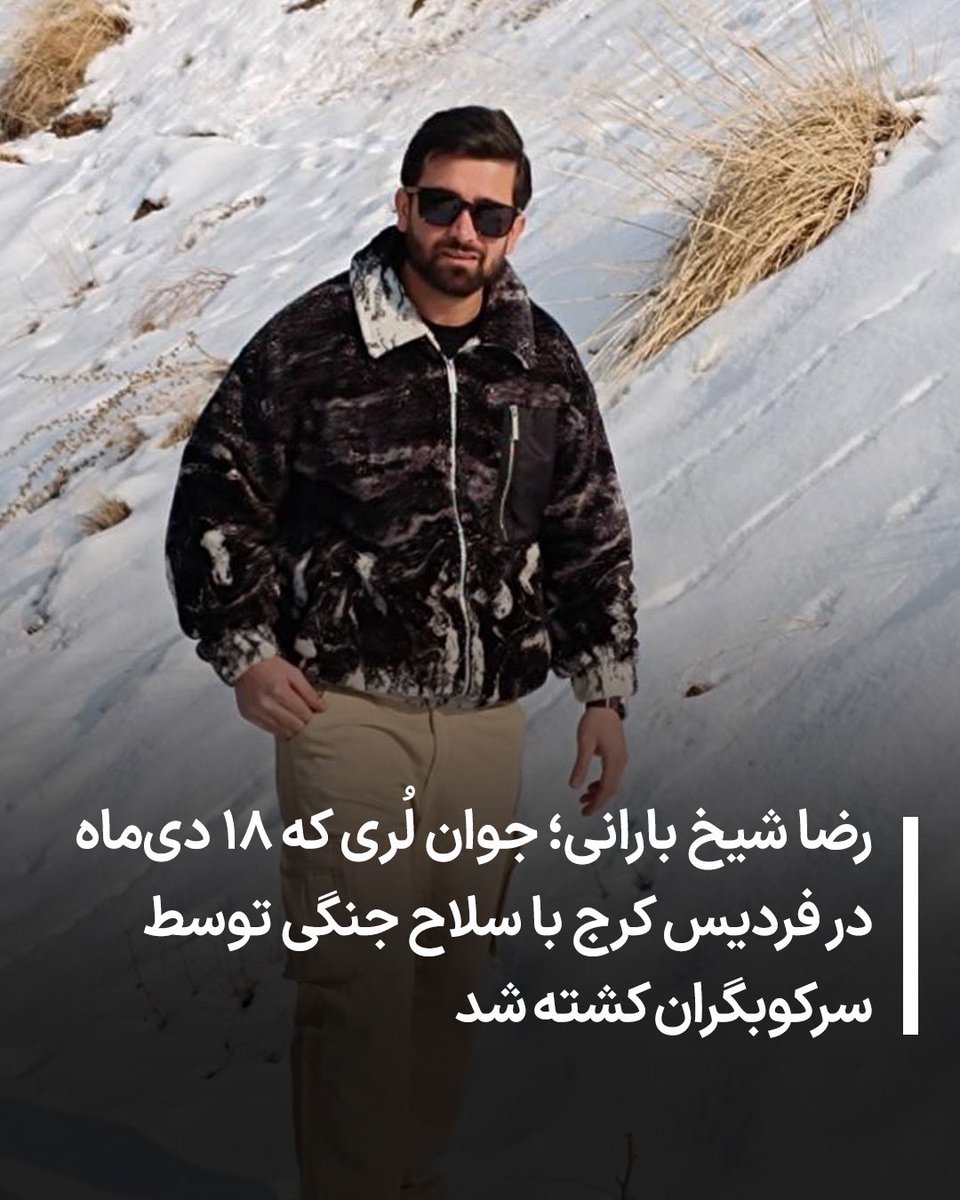 رضا شیخ بارانی؛ جوان لُری که ۱۸ دی‌ماه
در فردیس کرج با سلاح جنگی توسط
سرکوبگران کشته شد